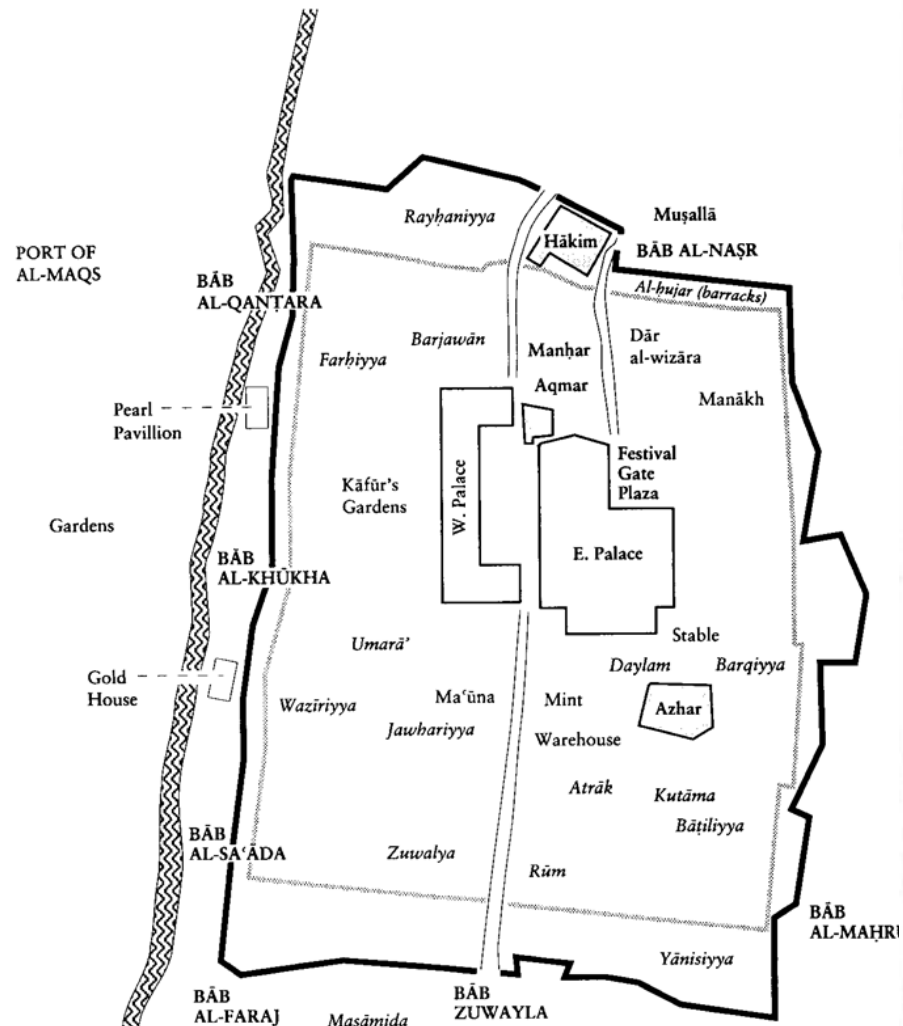 Rayḥaniyya
Hākim
Muṣallā
BĀB AL-NAṢR
PORT OF
AL-MAQS
BĀB
AL-QANṬARA
Al-ḥujar (barracks)
Farḥiyya
Barjawān
Manḥar
Aqmar
Dār
al-wizāra
Manākh
Pearl
Pavillion
Kāfūr's
Gardens
W. Palace
Festival
Gate
Plaza
E. Palace
Gardens
BĀB
AL-KHŪKHA
Umarā’
Stable
Daylam
Barqiyya
Gold
House
Wazīriyya
Ma‘ūna
Jawhariyya
Mint
Warehouse
Azhar
Atrāk
Kutāma
Bāṭiliyya
BĀB
AL-SA‘ĀDA
Zuwalya
Rūm
BĀB
AL-MAḤRU
Yānisiyya
BĀB
AL-FARAJ
Maṣāmida
BĀB
ZUWAYLA